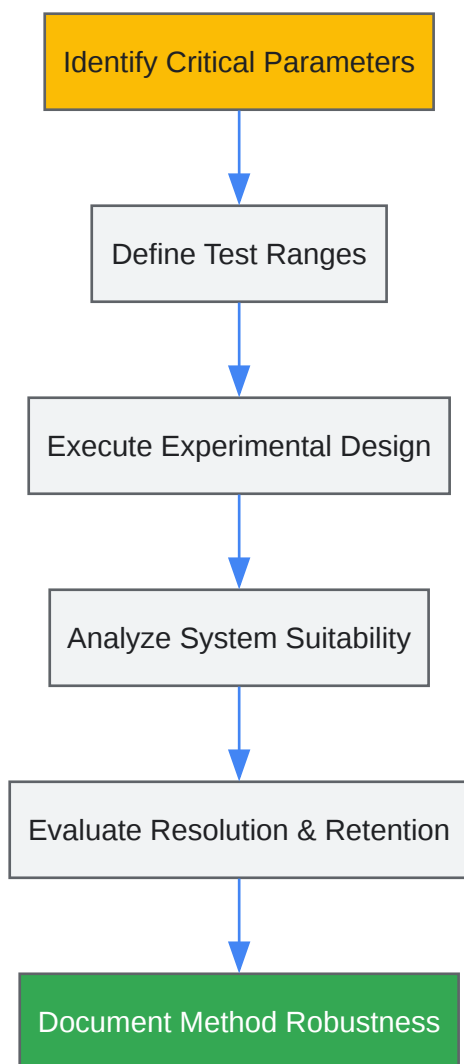 Identify Critical Parameters
Define Test Ranges
Execute Experimental Design
Analyze System Suitability
Evaluate Resolution & Retention
Document Method Robustness